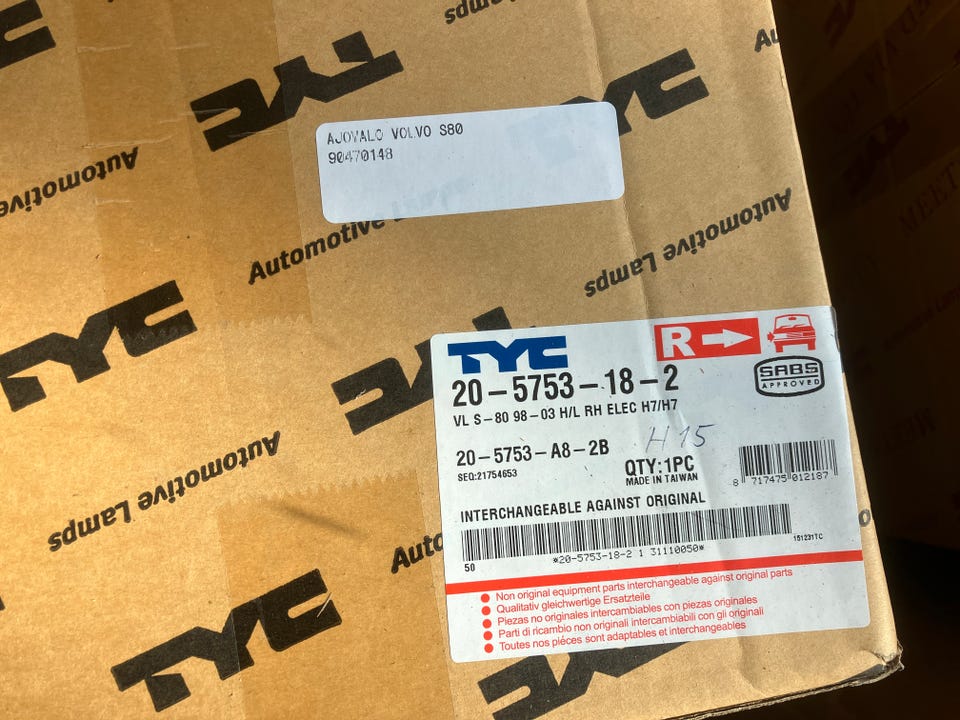 TYC
TYC
Lamps
TYC
AJOVALO VOLVO S80
90470148
Automotive
Automotive
Automotive Lamps
TYC
TYC
TYC
R
SABS
APPROVED
20-5753-18-2
VL S-80 98-03 H/L RH ELEC H7/H7
H 15
20-5753-A8-2B
SEQ:21754653
QTY:1PC
MADE IN TAIWAN
8 717475 012187
INTERCHANGEABLE AGAINST ORIGINAL
*20-5753-18-2 1 31110050*
50
151231TC
Non original equipment parts interchangeable against original parts
Qualitativ gleichwertige Ersatzteile
Piezas no originales intercambiables con piezas originales
Parti di ricambio non originali intercambiabili con gli originali
Toutes nos piéces sont adaptables et interchangeables
Automotive Lamps
TYC